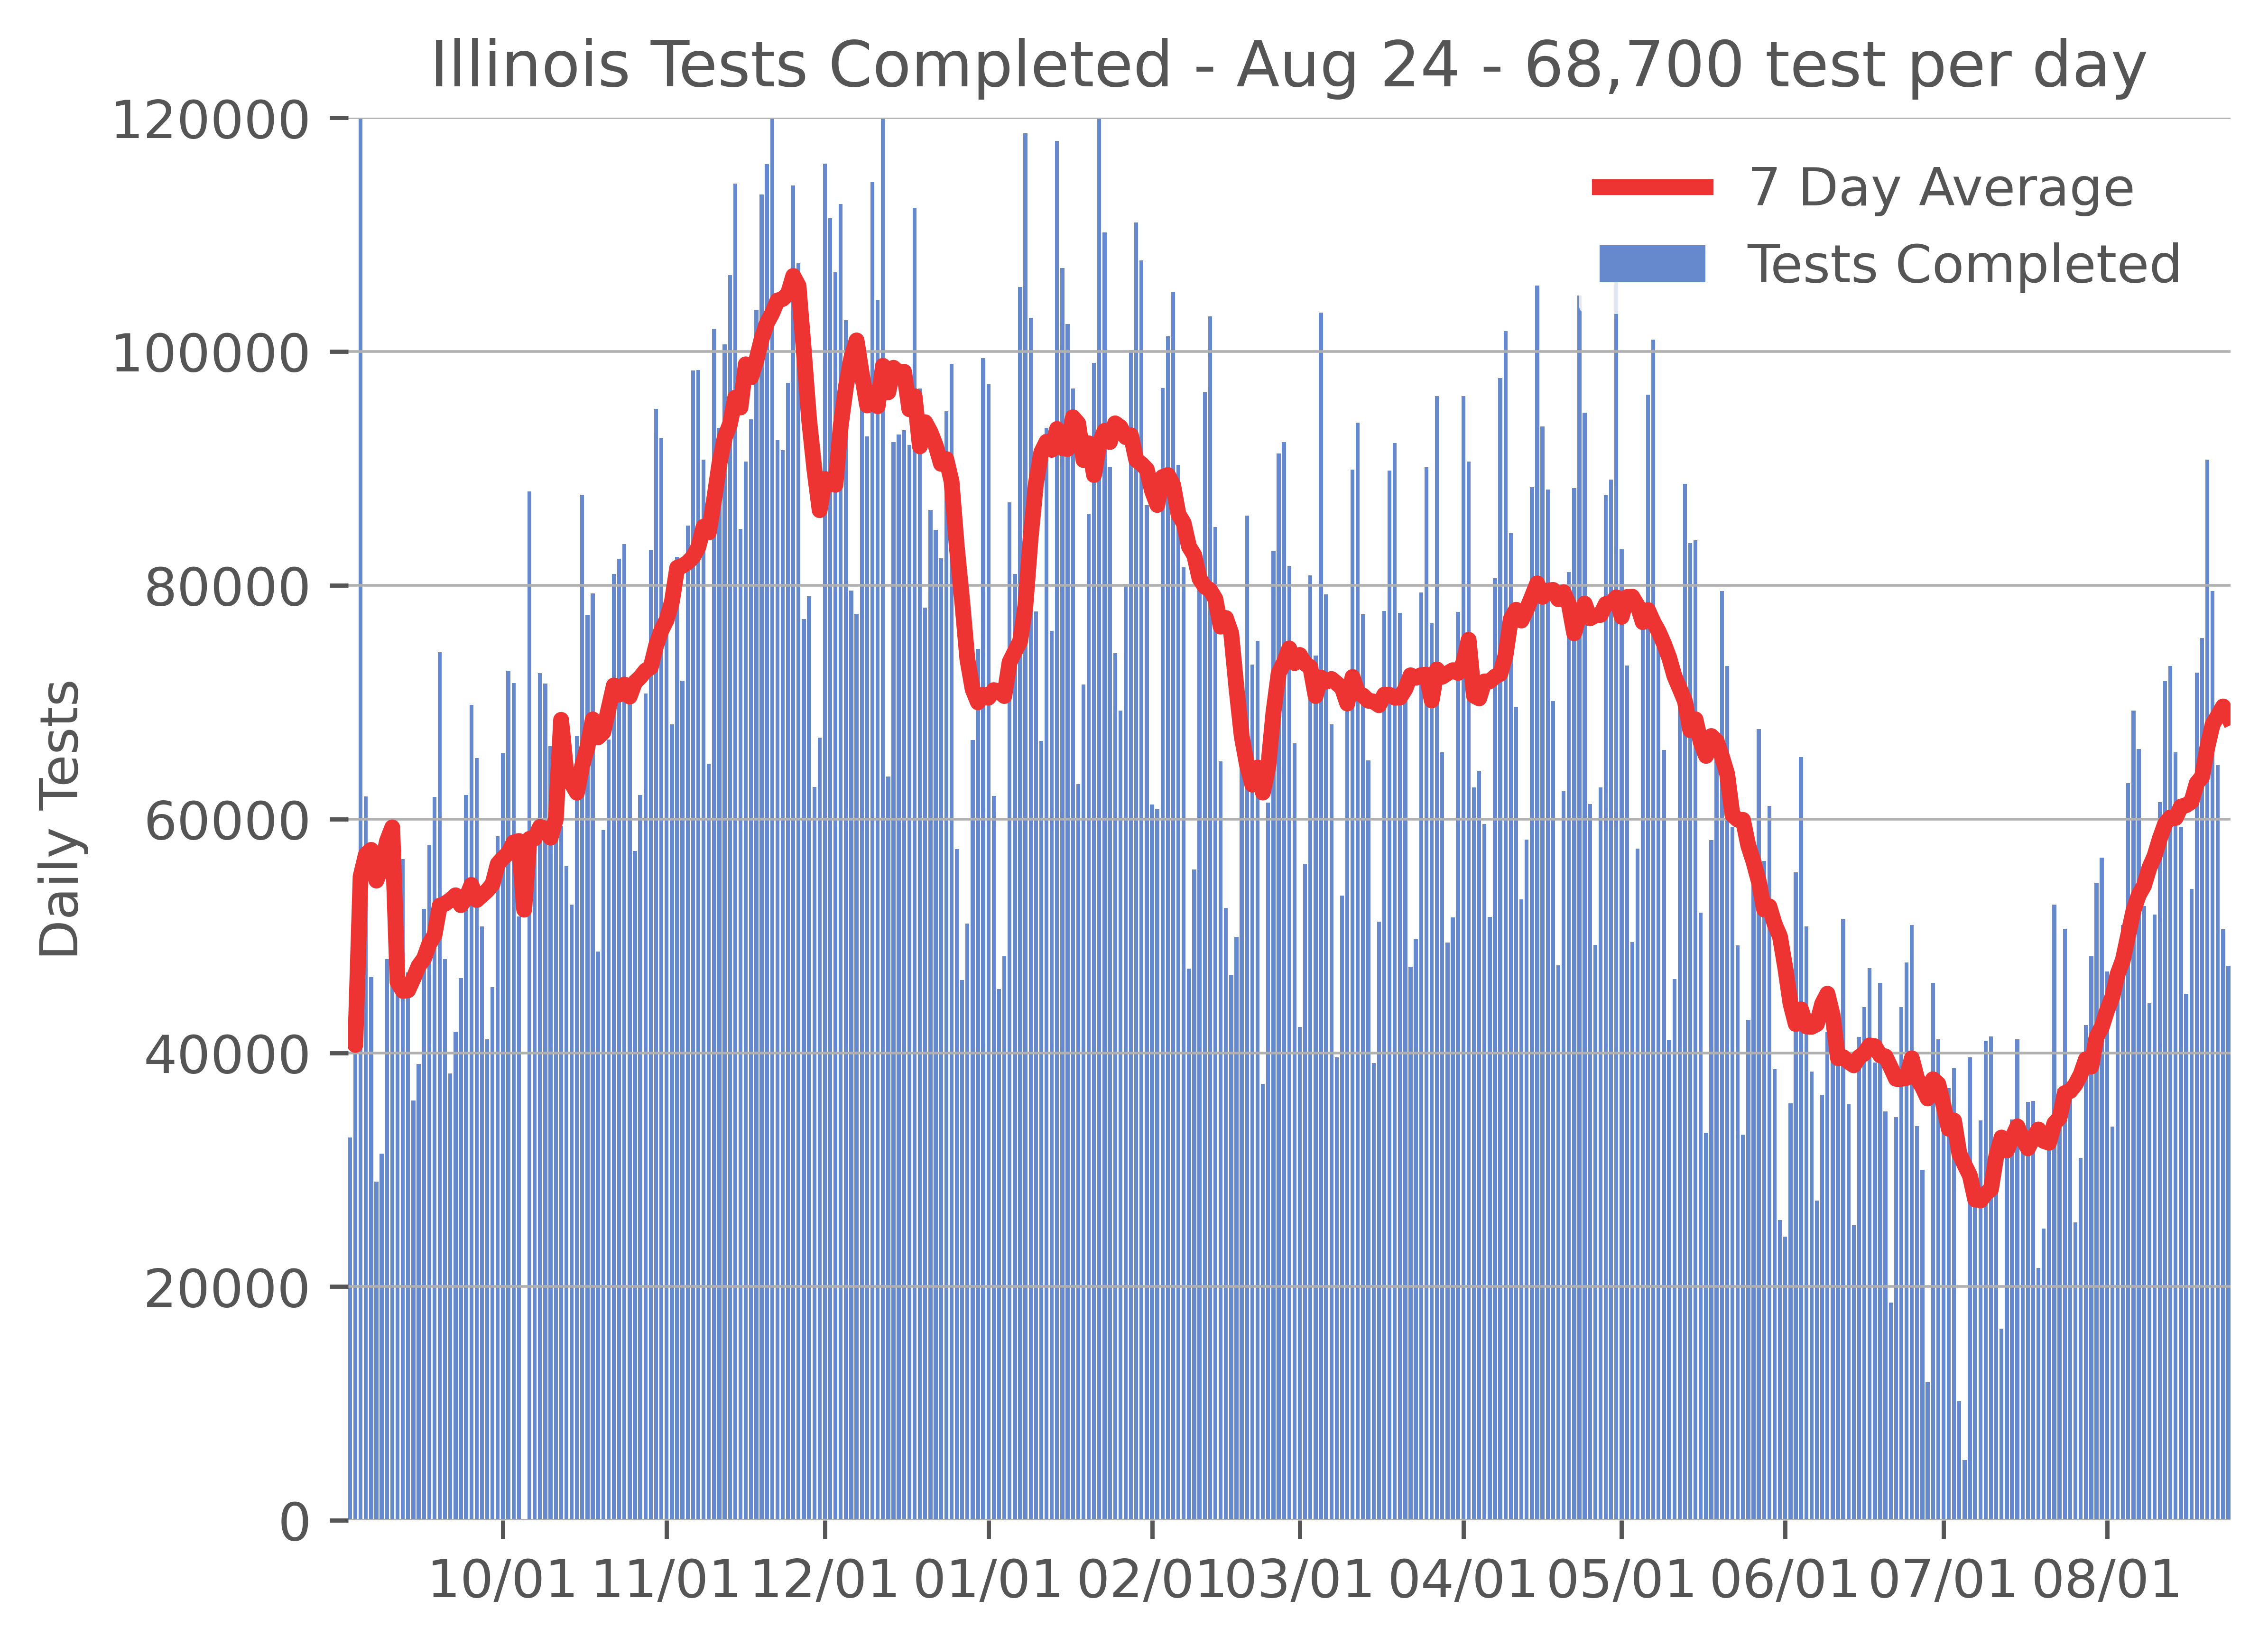 Illinois Tests Completed - Aug 24 - 68,700 test per day
120000
100000
80000
60000
40000
20000
0
Daily Tests
7 Day Average
Tests Completed
10/01 11/01 12/01 01/01 02/01 03/01 04/01 05/01 06/01 07/01 08/01